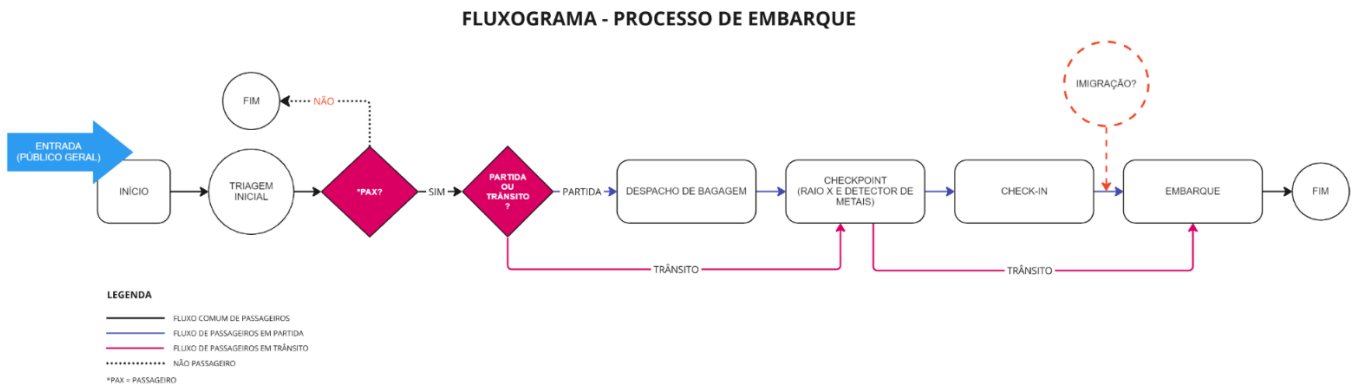 FLUXOGRAMA - PROCESSO DE EMBARQUE
IMIGRAÇÃO?
FIM
NÃO
ENTRADA
(PÚBLICO GERAL)
INÍCIO
TRIAGEM
INICIAL
*PAX?
SIM
PARTIDA
OU
TRÂNSITO
?
PARTIDA
DESPACHO DE BAGAGEM
CHECKPOINT
(RAIO X E DETECTOR DE
METAIS)
CHECK-IN
EMBARQUE
FIM
TRÂNSITO
TRÂNSITO
LEGENDA
FLUXO COMUM DE PASSAGEIROS
FLUXO DE PASSAGEIROS EM PARTIDA
FLUXO DE PASSAGEIROS EM TRÂNSITO
NÃO PASSAGEIRO
*PAX = PASSAGEIRO